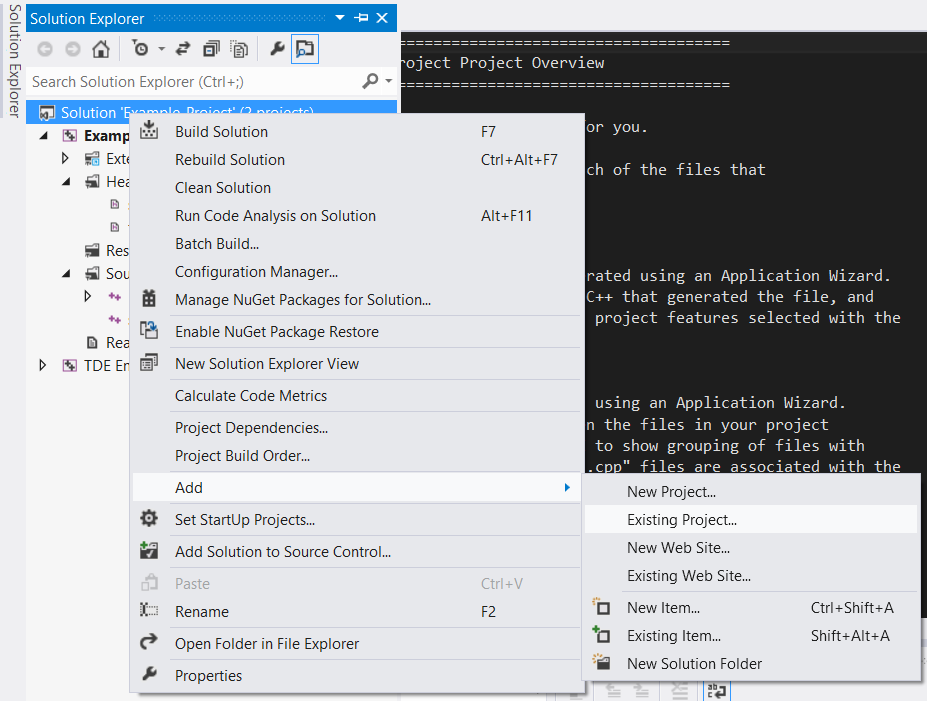 Solution Explorer
Solution Explorer
Search Solution Explorer (Ctrl+;)
Solution 'Example-Project' (2 projects)
Examp
Exte
Hea
Res
Sou
Rea
TDE En
Build Solution F7
Rebuild Solution Ctrl+Alt+F7
Clean Solution
Run Code Analysis on Solution Alt+F11
Batch Build...
Configuration Manager...
Manage NuGet Packages for Solution...
Enable NuGet Package Restore
New Solution Explorer View
Calculate Code Metrics
Project Dependencies...
Project Build Order...
Add
Set StartUp Projects...
Add Solution to Source Control...
Paste Ctrl+V
Rename F2
Open Folder in File Explorer
Properties
New Project...
Existing Project...
New Web Site...
Existing Web Site...
New Item... Ctrl+Shift+A
Existing Item... Shift+Alt+A
New Solution Folder
========================================
roject Project Overview
========================================
or you.
ch of the files that
rated using an Application Wizard.
C++ that generated the file, and
project features selected with the
using an Application Wizard.
n the files in your project
to show grouping of files with
.cpp" files are associated with the